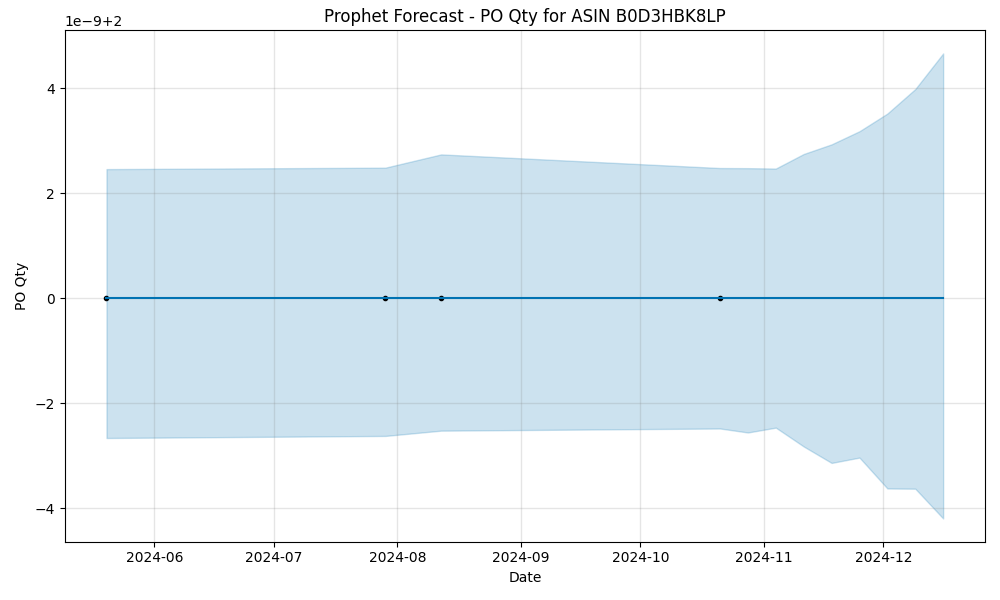 Prophet Forecast - PO Qty for ASIN B0D3HBK8LP
1e−9+2
4
2
0
−2
−4
PO Qty
2024-06 2024-07 2024-08 2024-09 2024-10 2024-11 2024-12
Date